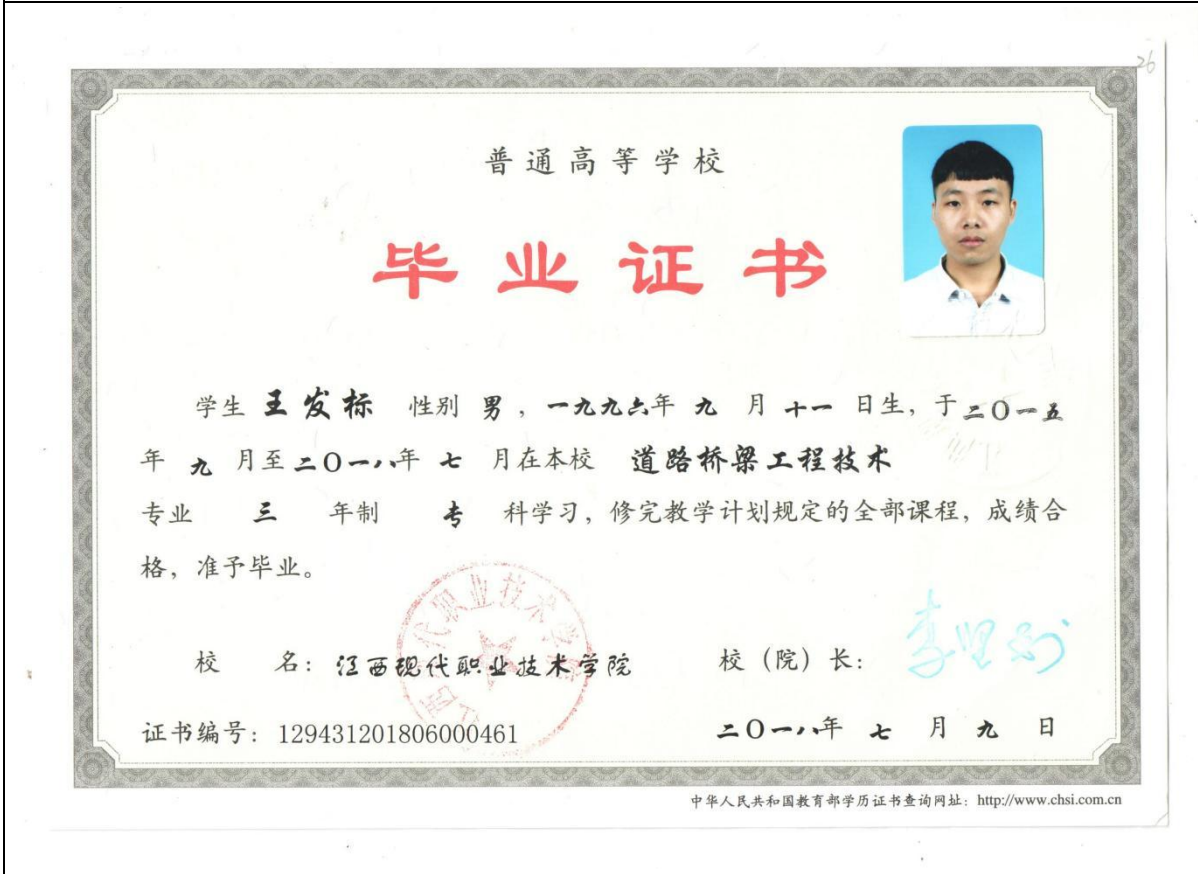 26
普通高等学校
毕业证书
学生 王发标 性别 男，一九九六年 九 月 十一 日生，于二〇一五
年 九 月至二〇一八年 七 月在本校 道路桥梁工程技术
专业 三 年制 专 科学习，修完教学计划规定的全部课程，成绩合
格，准予毕业。
校 名：江西现代职业技术学院 校（院）长：
证书编号：129431201806000461 二〇一八年 七 月 九 日
中华人民共和国教育部学历证书查询网址：http://www.chsi.com.cn